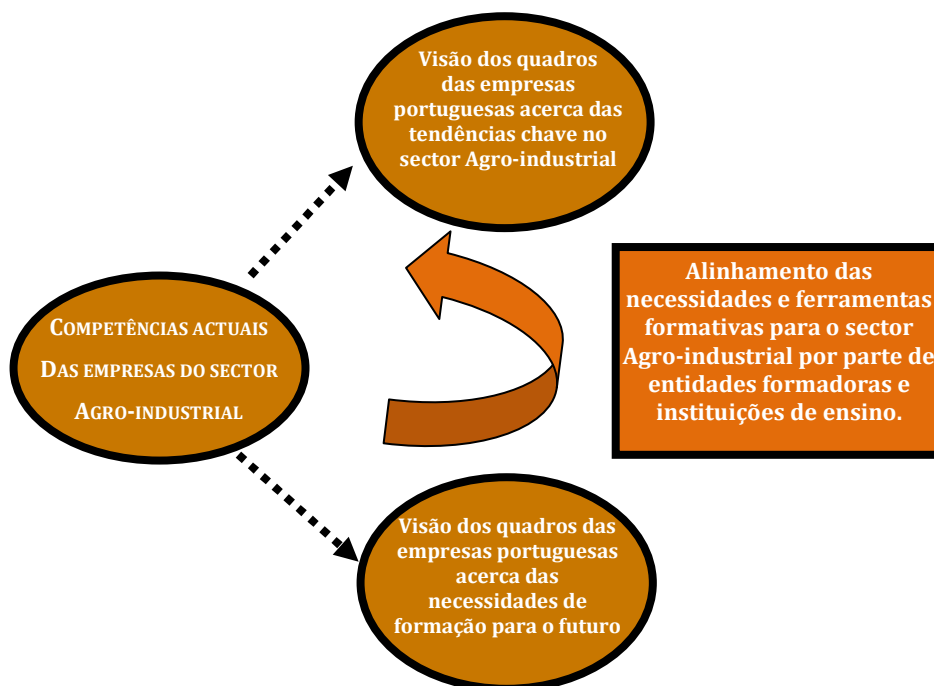 Visão dos quadros
das empresas
portuguesas acerca das
tendências chave no
sector Agro-industrial
COMPETÊNCIAS ACTUAIS
DAS EMPRESAS DO SECTOR
AGRO-INDUSTRIAL
Alinhamento das
necessidades e ferramentas
formativas para o sector
Agro-industrial por parte de
entidades formadoras e
instituições de ensino.
Visão dos quadros das
empresas portuguesas
acerca das
necessidades de
formação para o futuro